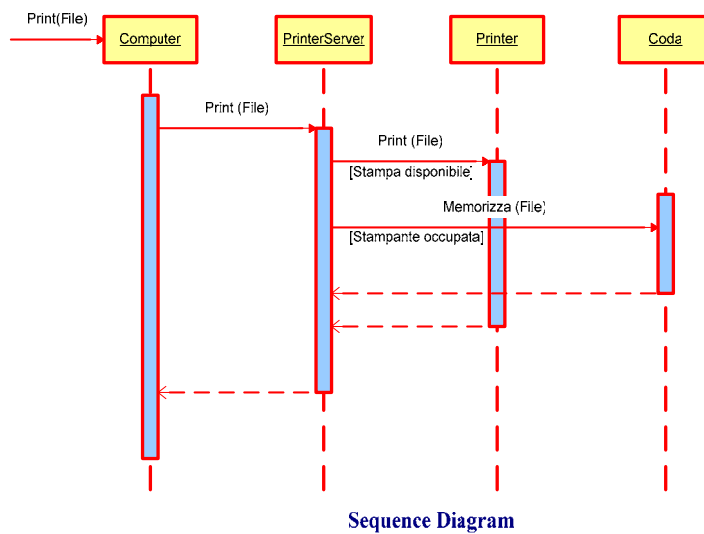 Print(File)
Computer
PrinterServer
Printer
Coda
Print (File)
Print (File)
[Stampa disponibile]
Memorizza (File)
[Stampante occupata]
Sequence Diagram